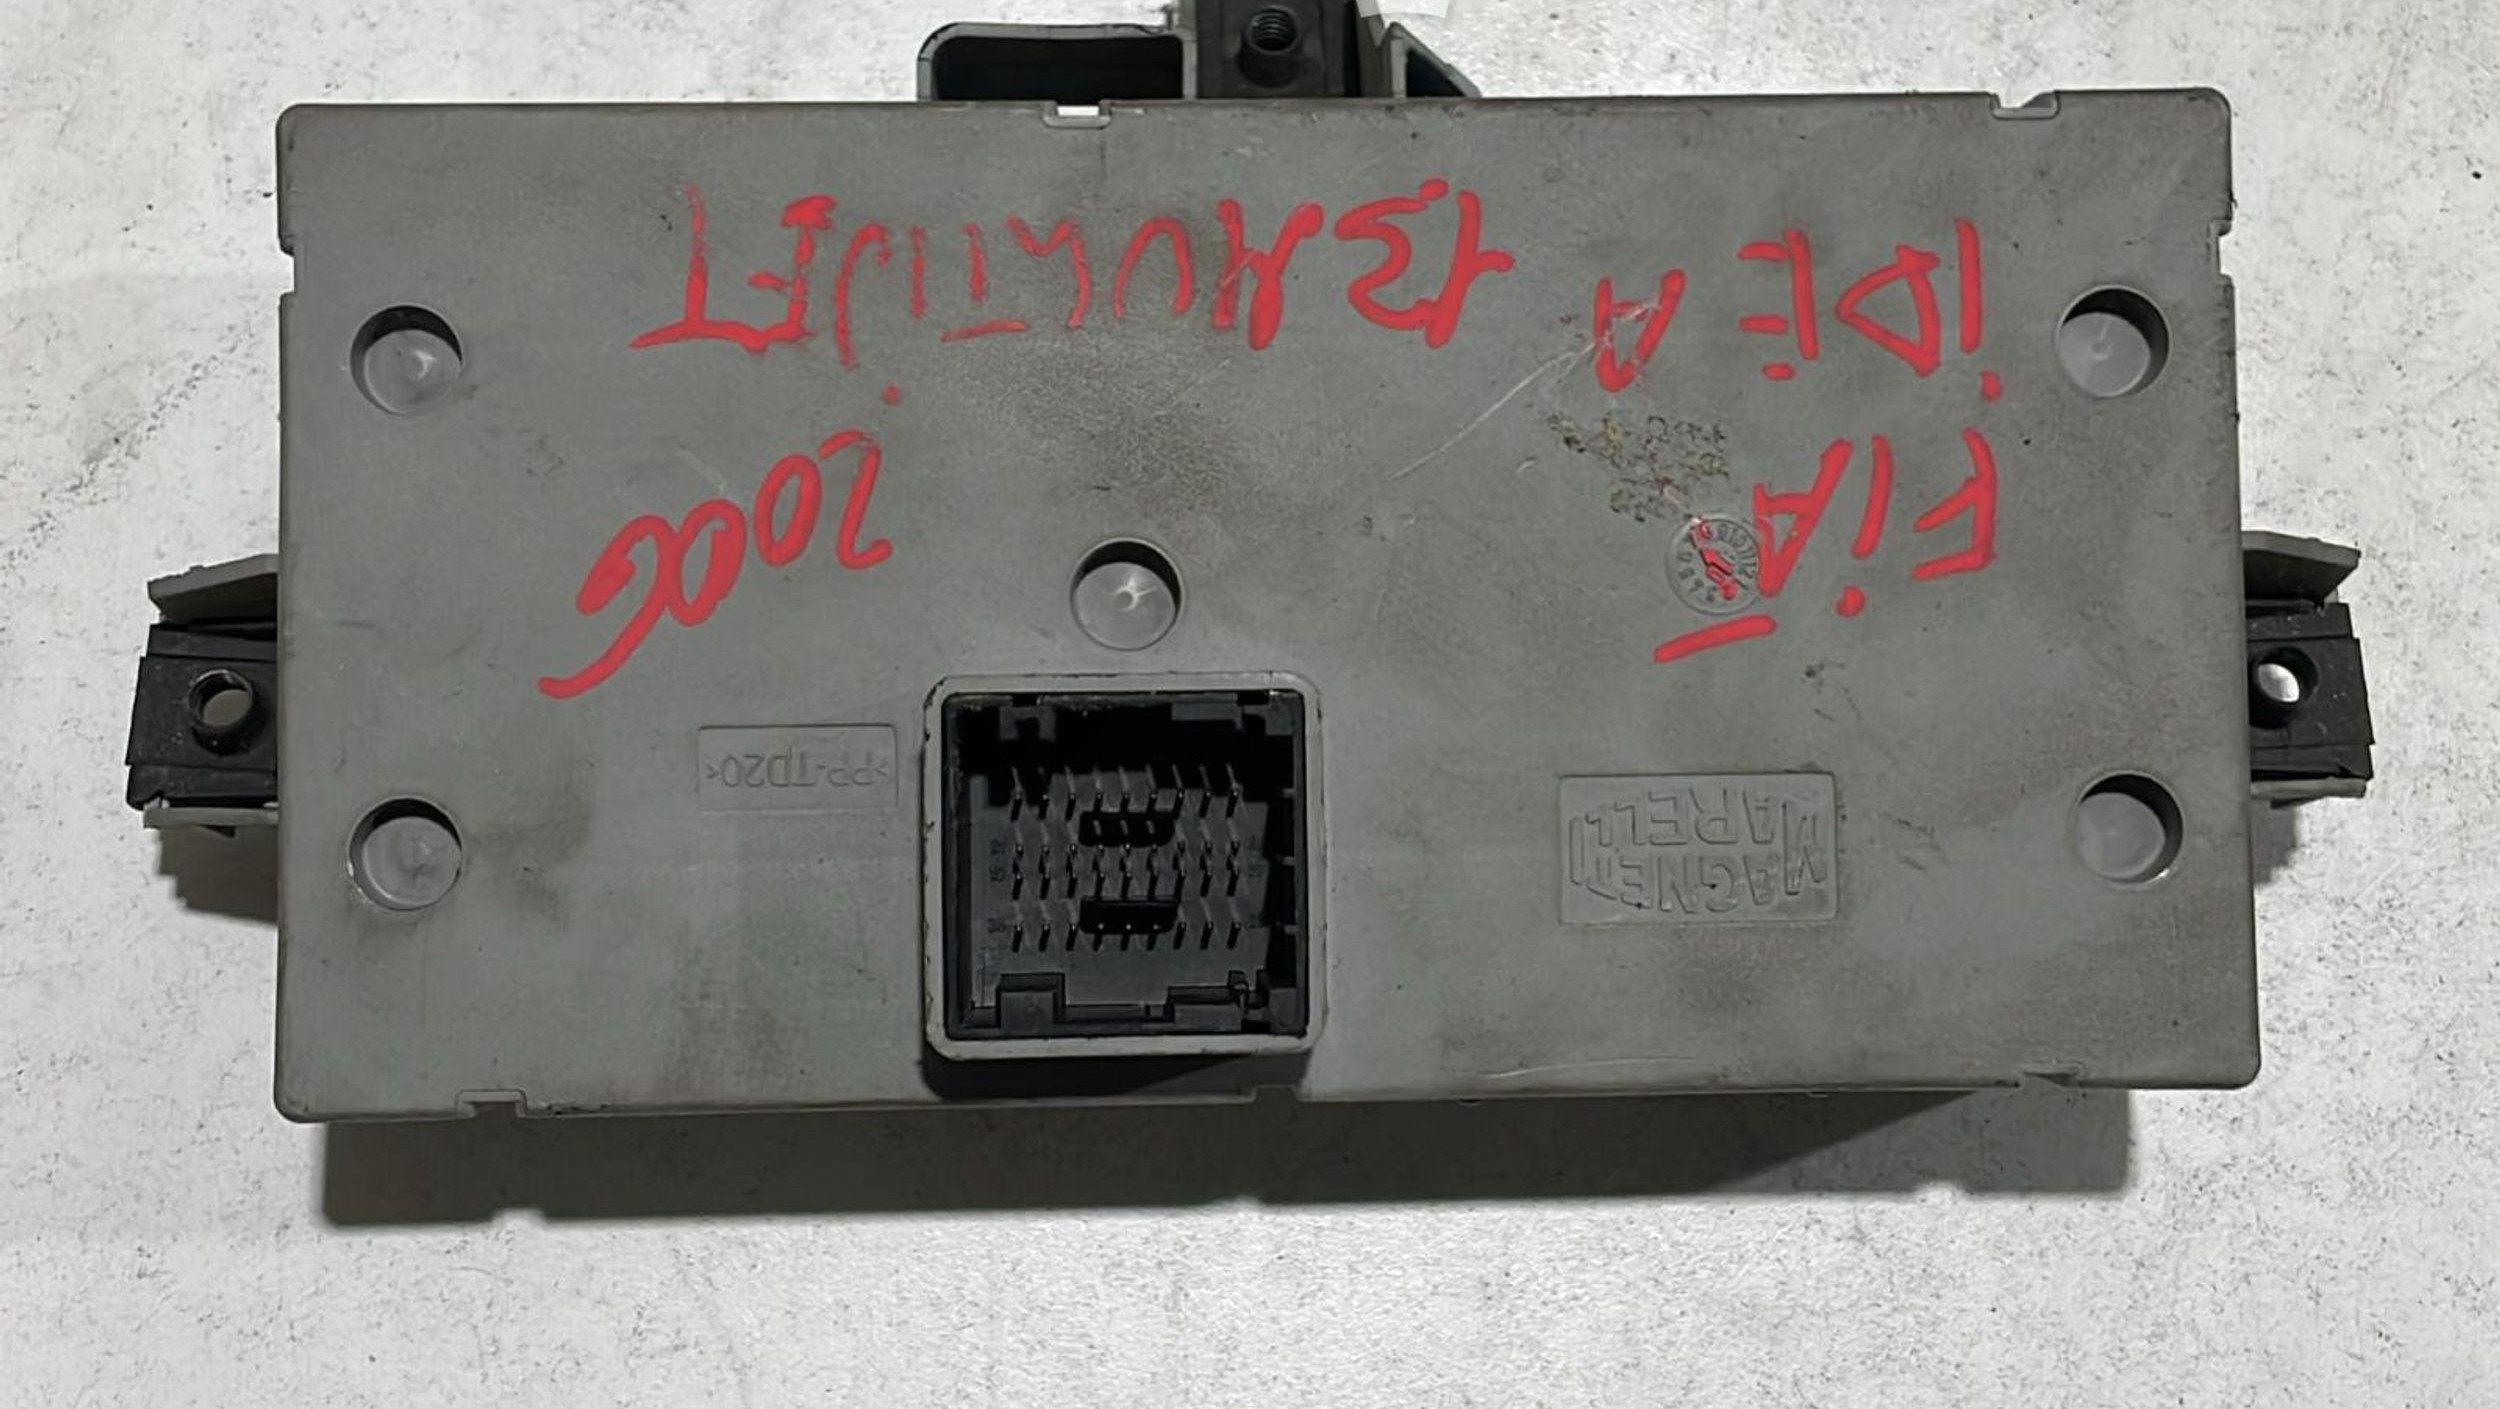 MAGNETI
MARELLI
>PP-TD20<
FiAT
iDEA 13 MULTIJET
2006